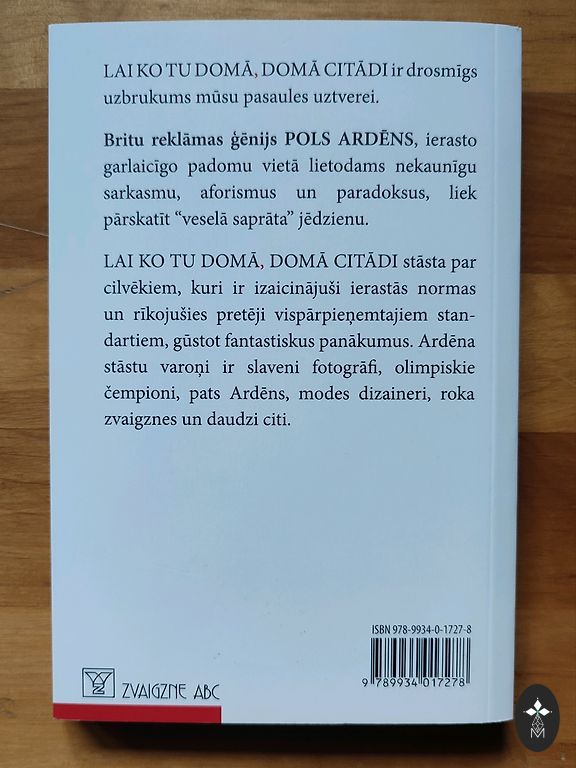 LAI KO TU DOMĀ, DOMĀ CITĀDI ir drosmīgs
uzbrukums mūsu pasaules uztverei.
Britu reklāmas ģēnijs POLS ARDĒNS, ierasto
garlaicīgo padomu vietā lietodams nekaunīgu
sarkasmu, aforismus un paradoksus, liek
pārskatīt “veselā saprāta” jēdzienu.
LAI KO TU DOMĀ, DOMĀ CITĀDI stāsta par
cilvēkiem, kuri ir izaicinājuši ierastās normas
un rīkojušies pretēji vispārpieņemtajiem stan-
dartiem, gūstot fantastiskus panākumus. Ardēna
stāstu varoņi ir slaveni fotogrāfi, olimpiskie
čempioni, pats Ardēns, modes dizaineri, roka
zvaigznes un daudzi citi.
ISBN 978-9934-0-1727-8
9 789934 017278
ZVAIGZNE ABC
M